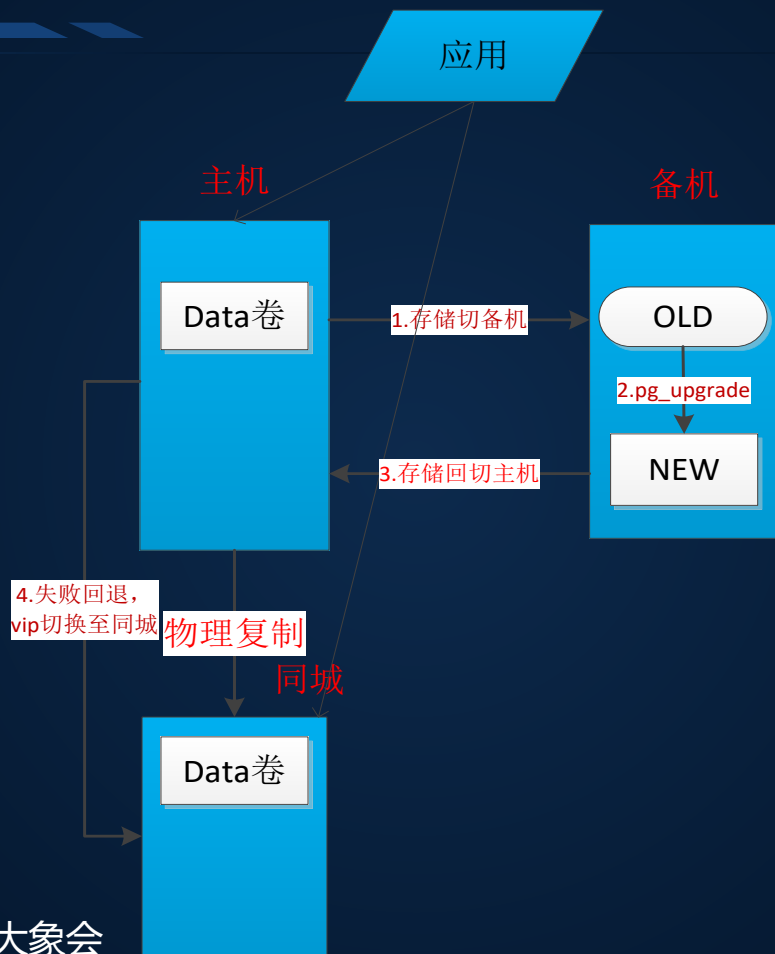 应用
主机
备机
Data卷
1.存储切备机
OLD
2.pg_upgrade
3.存储回切主机
NEW
4.失败回退，
vip切换至同城
物理复制
同城
Data卷
大象会